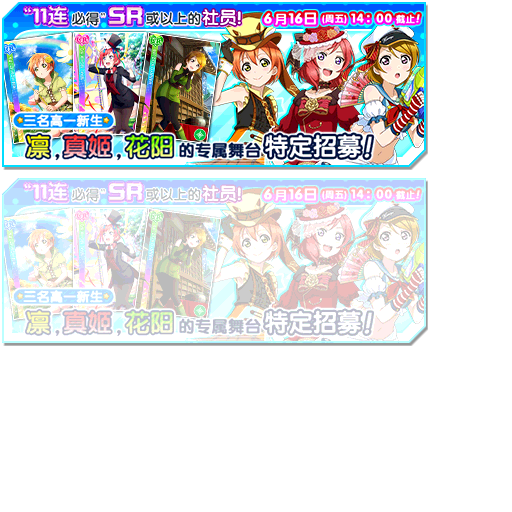 “11连 必得” SR 或以上的社员!
6月16日 (周五) 14:00 截止!
三名高一新生
凛,真姬,花阳的专属舞台 特定招募!
“11连 必得” SR 或以上的社员!
6月16日 (周五) 14:00 截止!
三名高一新生
凛,真姬,花阳的专属舞台 特定招募!